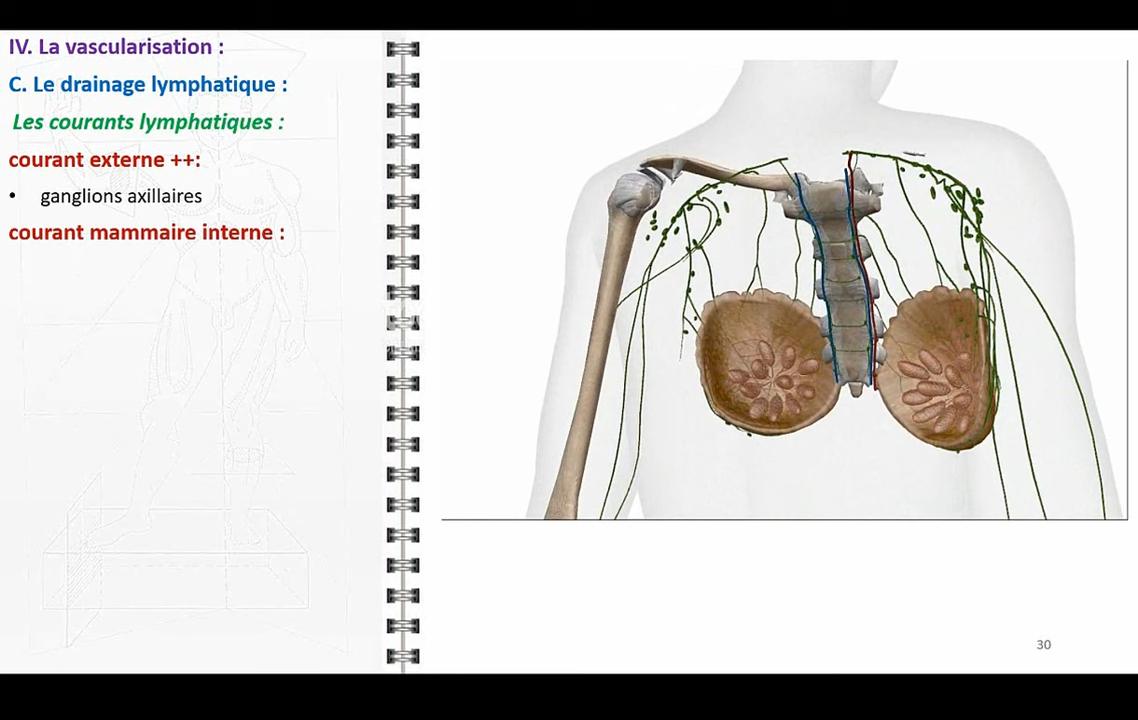 IV. La vascularisation :
C. Le drainage lymphatique :
Les courants lymphatiques :
courant externe ++:
• ganglions axillaires
courant mammaire interne :
30